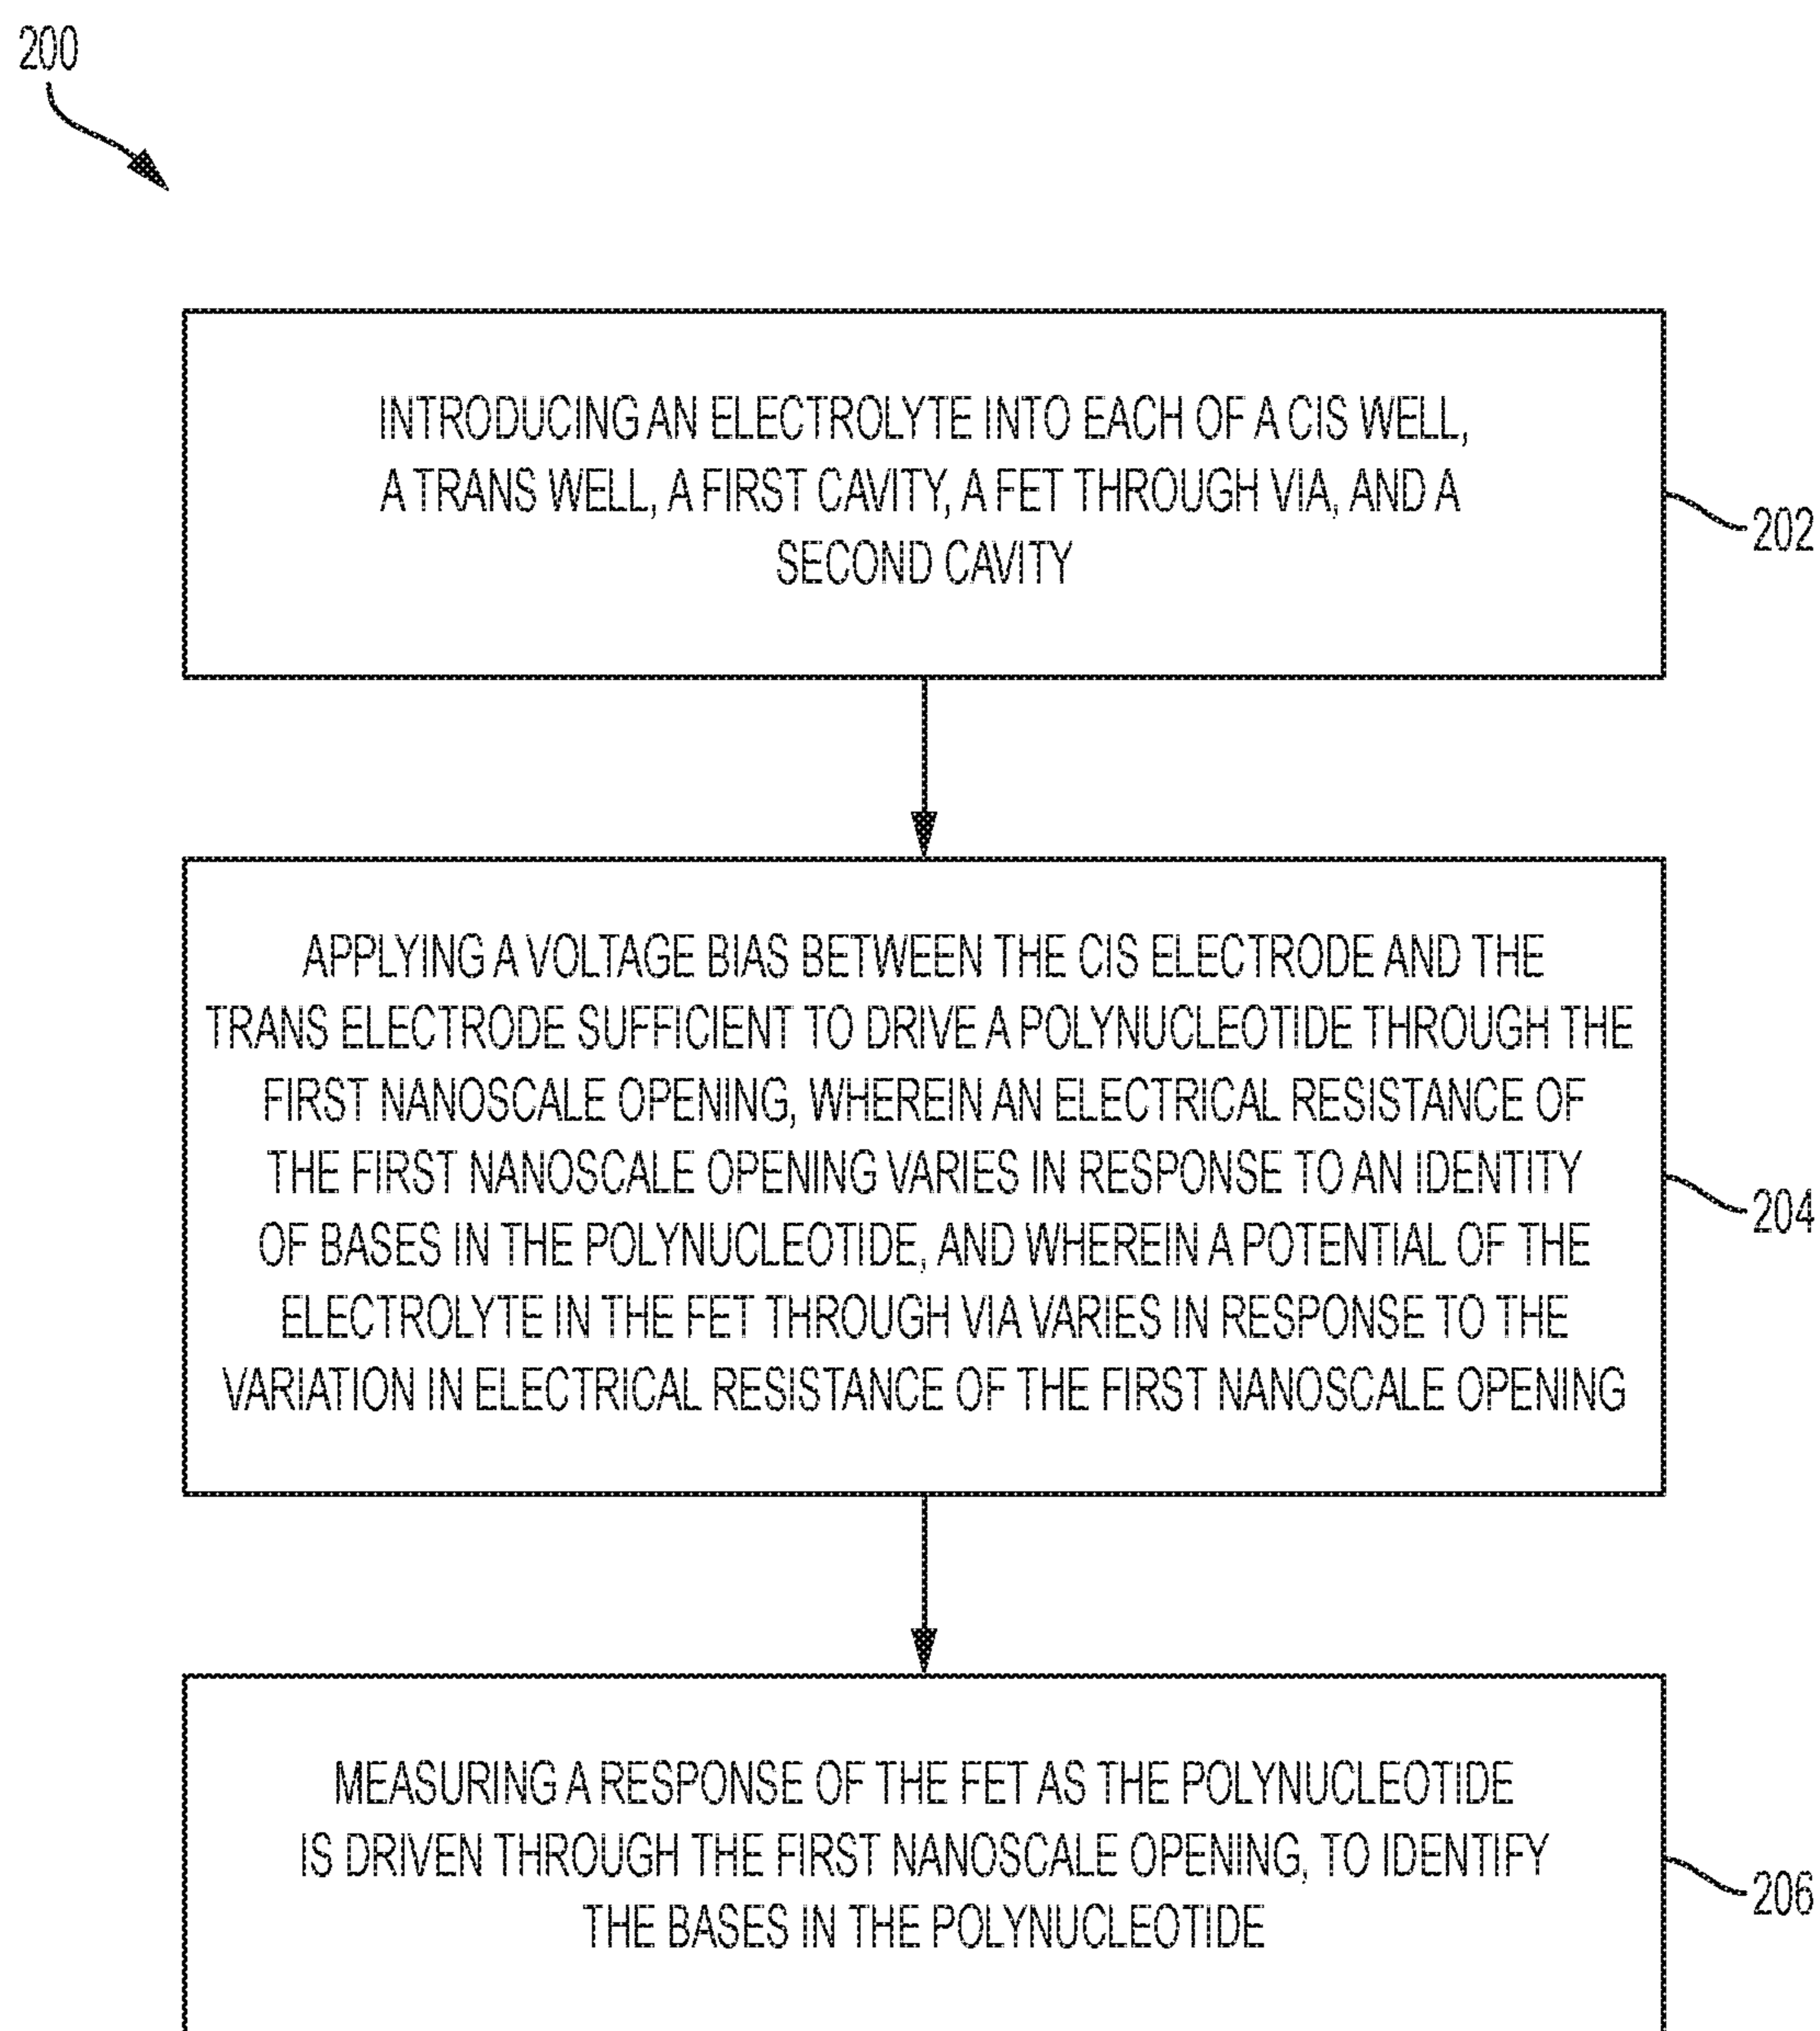 200
INTRODUCING AN ELECTROLYTE INTO EACH OF A CIS WELL,
A TRANS WELL, A FIRST CAVITY, A FET THROUGH VIA, AND A
SECOND CAVITY
202
APPLYING A VOLTAGE BIAS BETWEEN THE CIS ELECTRODE AND THE
TRANS ELECTRODE SUFFICIENT TO DRIVE A POLYNUCLEOTIDE THROUGH THE
FIRST NANOSCALE OPENING, WHEREIN AN ELECTRICAL RESISTANCE OF
THE FIRST NANOSCALE OPENING VARIES IN RESPONSE TO AN IDENTITY
OF BASES IN THE POLYNUCLEOTIDE, AND WHEREIN A POTENTIAL OF THE
ELECTROLYTE IN THE FET THROUGH VIA VARIES IN RESPONSE TO THE
VARIATION IN ELECTRICAL RESISTANCE OF THE FIRST NANOSCALE OPENING
204
MEASURING A RESPONSE OF THE FET AS THE POLYNUCLEOTIDE
IS DRIVEN THROUGH THE FIRST NANOSCALE OPENING, TO IDENTIFY
THE BASES IN THE POLYNUCLEOTIDE
206